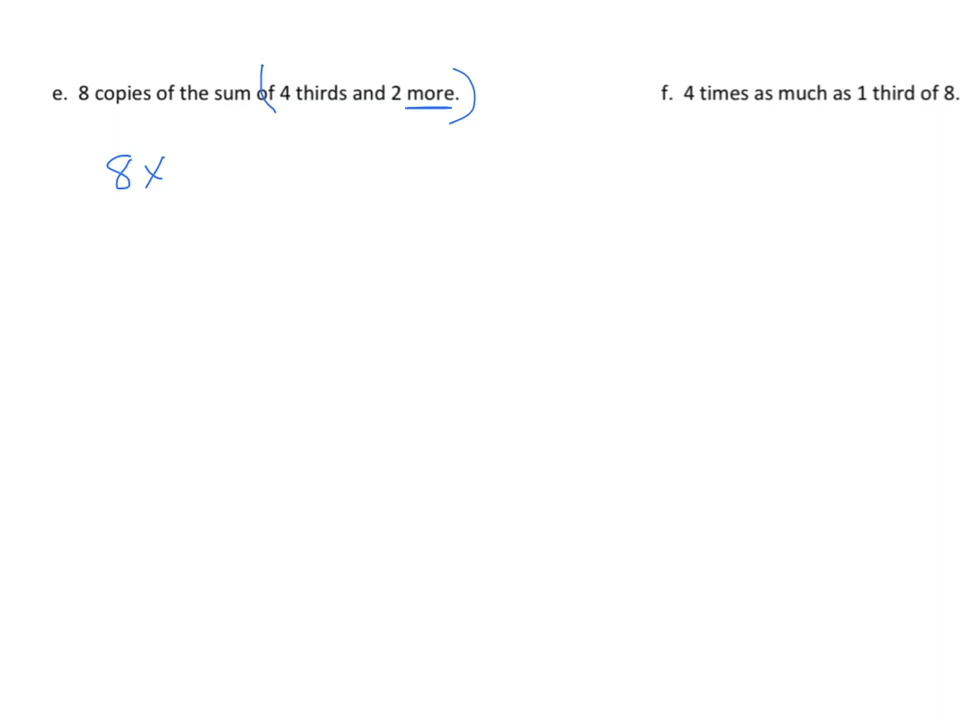 e. 8 copies of the sum of (4 thirds and 2 more.)
f. 4 times as much as 1 third of 8.
8 x